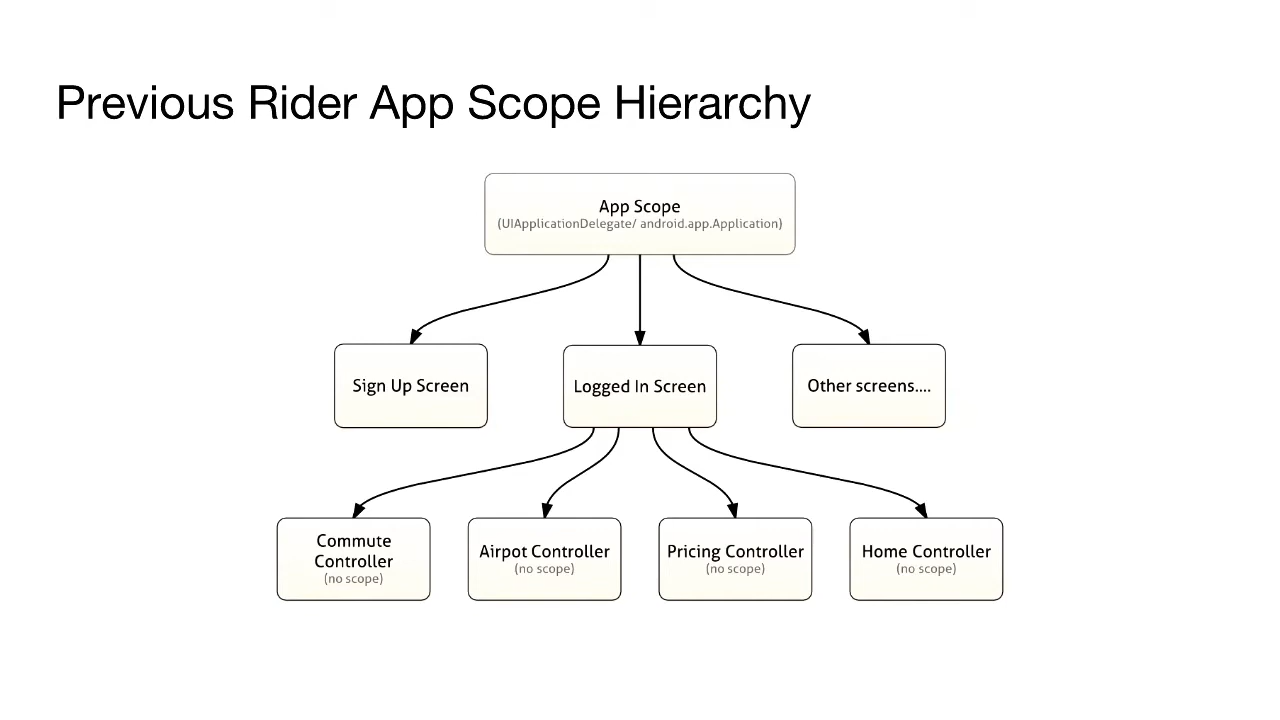 Previous Rider App Scope Hierarchy
App Scope
(UIApplicationDelegate/ android.app.Application)
Sign Up Screen
Logged In Screen
Other screens....
Commute
Controller
(no scope)
Airpot Controller
(no scope)
Pricing Controller
(no scope)
Home Controller
(no scope)